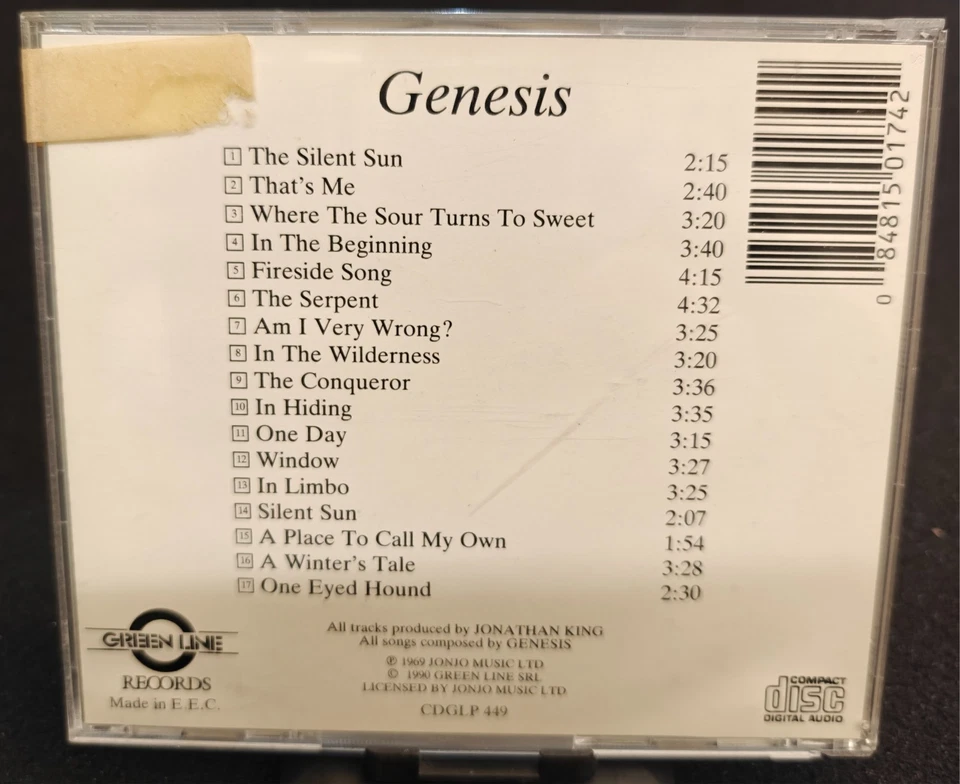 Genesis
1 The Silent Sun 2:15
2 That's Me 2:40
3 Where The Sour Turns To Sweet 3:20
4 In The Beginning 3:40
5 Fireside Song 4:15
6 The Serpent 4:32
7 Am I Very Wrong? 3:25
8 In The Wilderness 3:20
9 The Conqueror 3:36
10 In Hiding 3:35
11 One Day 3:15
12 Window 3:27
13 In Limbo 3:25
14 Silent Sun 2:07
15 A Place To Call My Own 1:54
16 A Winter's Tale 3:28
17 One Eyed Hound 2:30
0 84815 01742
All tracks produced by JONATHAN KING
All songs composed by GENESIS
℗ 1969 JONJO MUSIC LTD
© 1990 GREEN LINE SRL
LICENSED BY JONJO MUSIC LTD
CDGLP 449
GREEN LINE
RECORDS
Made in E.E.C.
COMPACT
disc
DIGITAL AUDIO